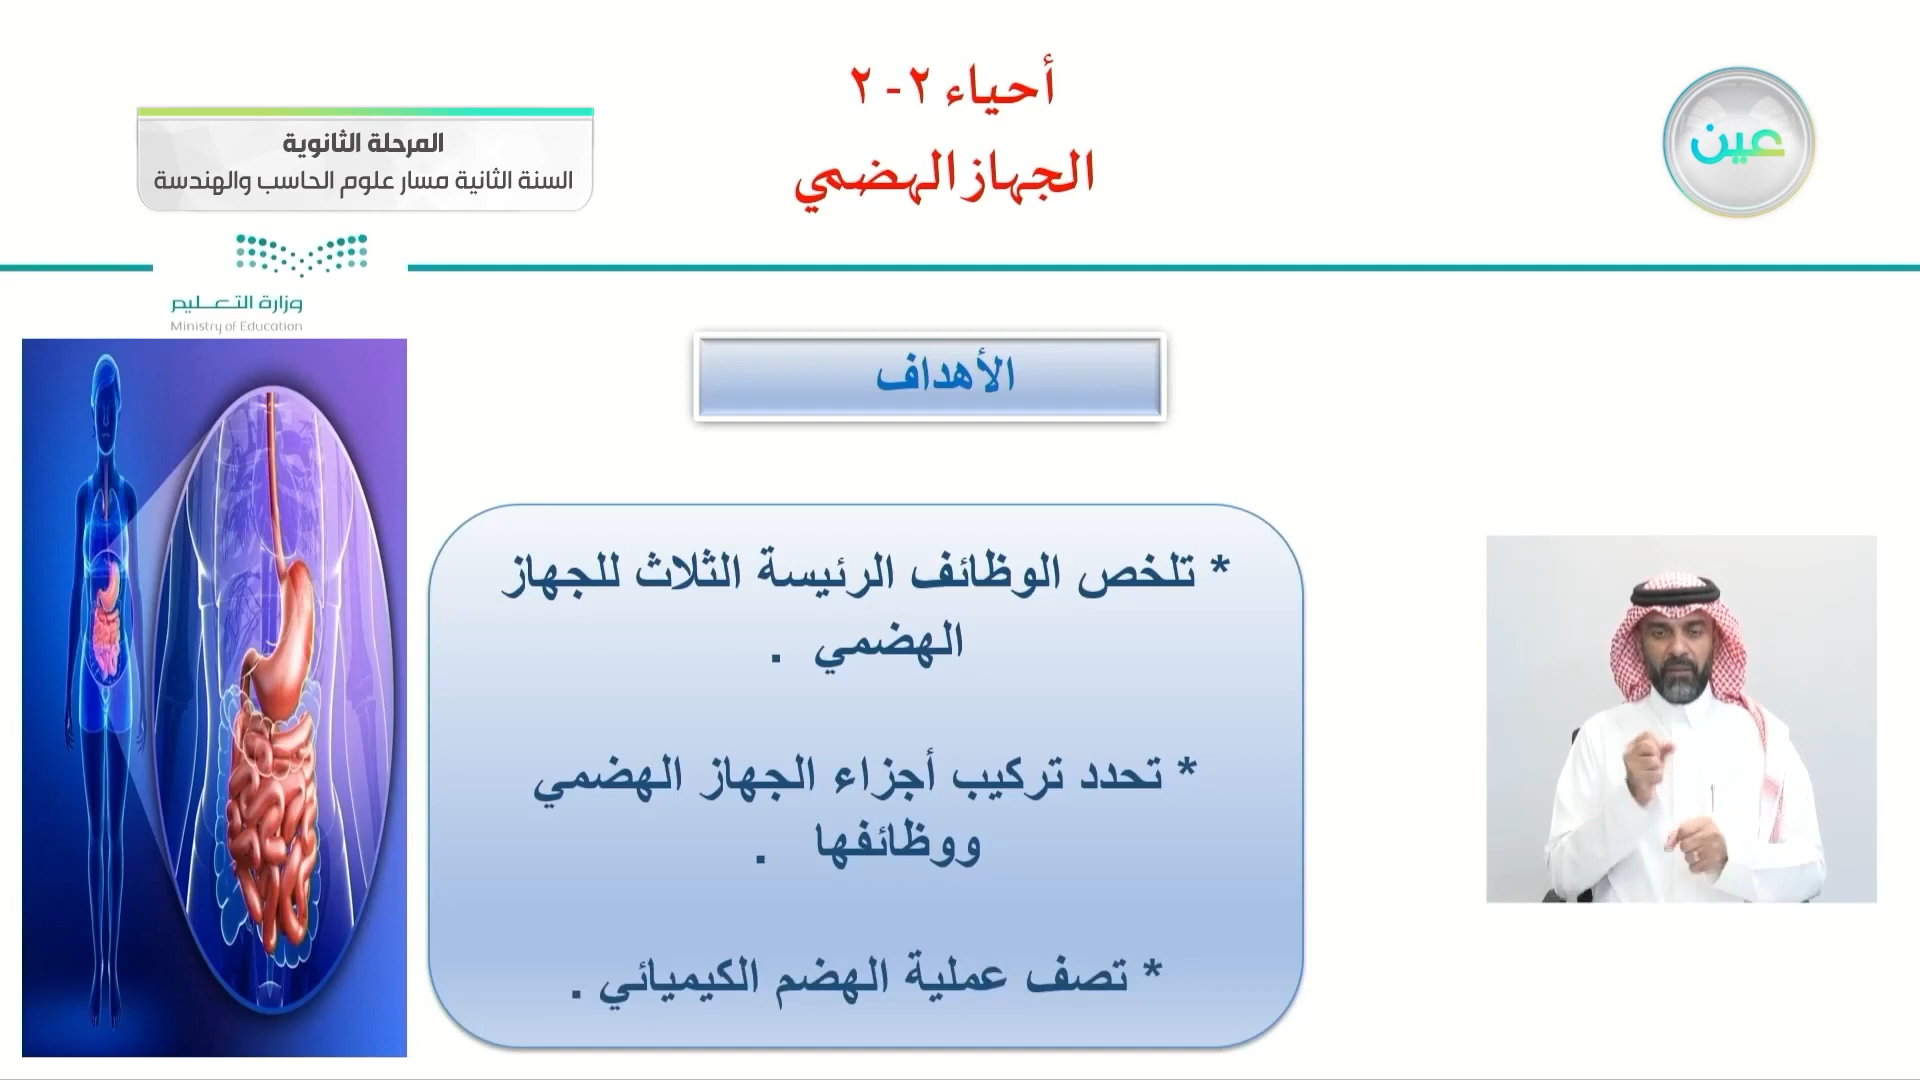 أحياء ٢-٢
الجهاز الهضمي
عين
المرحلة الثانوية
السنة الثانية مسار علوم الحاسب والهندسة
وزارة التعليم
Ministry of Education
الأهداف
* تلخص الوظائف الرئيسة الثلاث للجهاز
الهضمي .
* تحدد تركيب أجزاء الجهاز الهضمي
ووظائفها .
* تصف عملية الهضم الكيميائي .